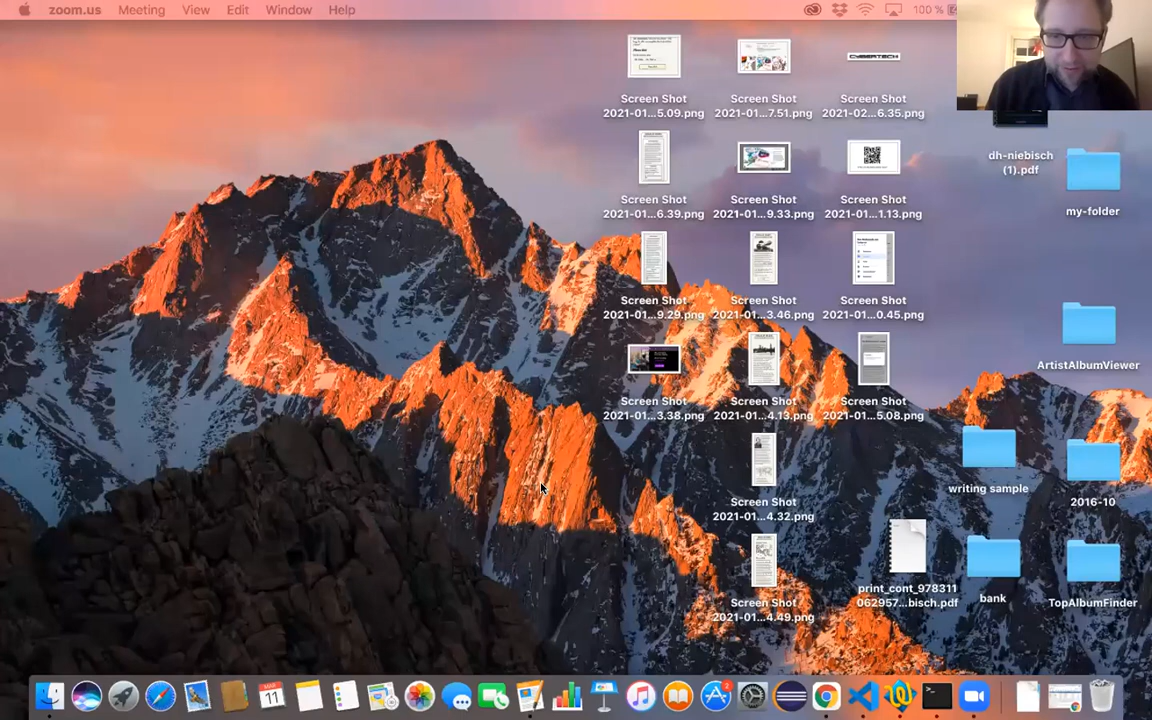 zoom.us Meeting View Edit Window Help 100 %
Screen Shot
2021-01...5.09.png
Screen Shot
2021-01...7.51.png
CYBERTECH
Screen Shot
2021-02...6.35.png
Screen Shot
2021-01...6.39.png
Screen Shot
2021-01...9.33.png
Screen Shot
2021-01...1.13.png
dh-niebisch
(1).pdf
my-folder
Screen Shot
2021-01...9.29.png
Screen Shot
2021-01...3.46.png
Screen Shot
2021-01...0.45.png
ArtistAlbumViewer
Screen Shot
2021-01...3.38.png
Screen Shot
2021-01...4.13.png
Screen Shot
2021-01...5.08.png
writing sample
2016-10
Screen Shot
2021-01...4.32.png
print_cont_978311
062957...bisch.pdf
bank
TopAlbumFinder
Screen Shot
2021-01...4.49.png
MAR
11